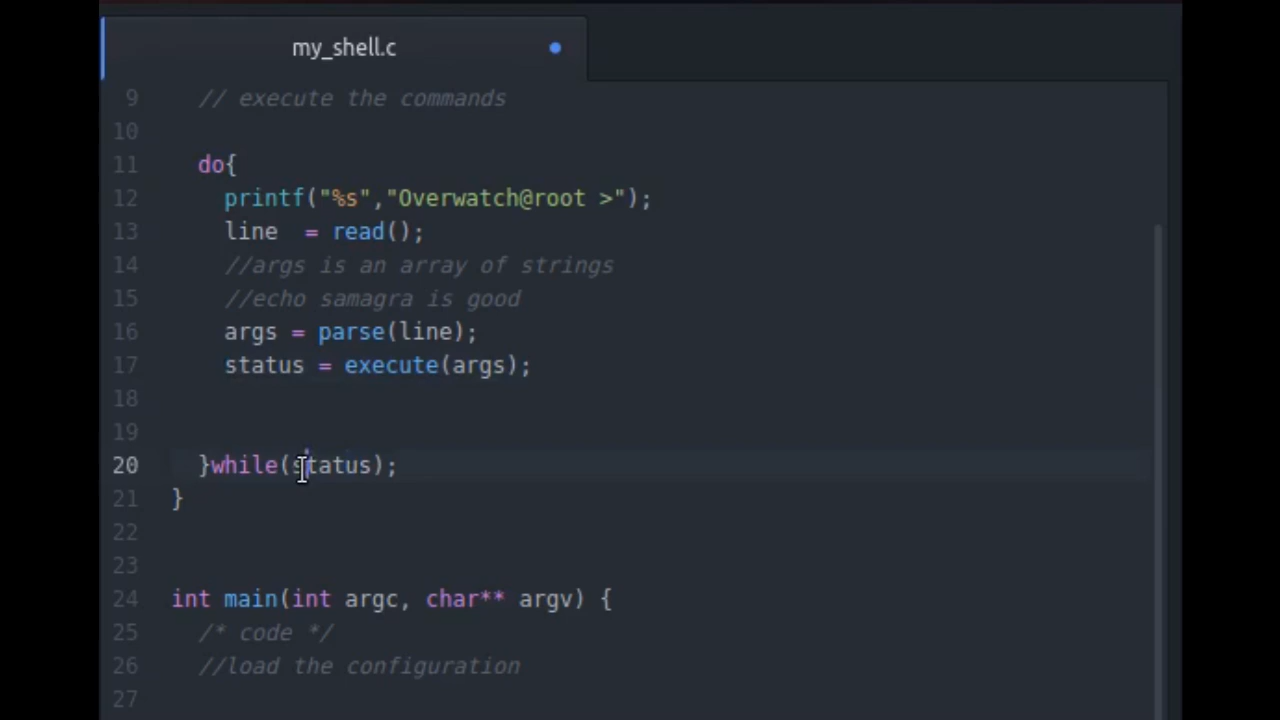 my_shell.c
9 // execute the commands
10
11 do{
12 printf("%s","Overwatch@root >");
13 line  = read();
14 //args is an array of strings
15 //echo samagra is good
16 args = parse(line);
17 status = execute(args);
18
19
20 }while(status);
21 }
22
23
24 int main(int argc, char** argv) {
25 /* code */
26 //load the configuration
27